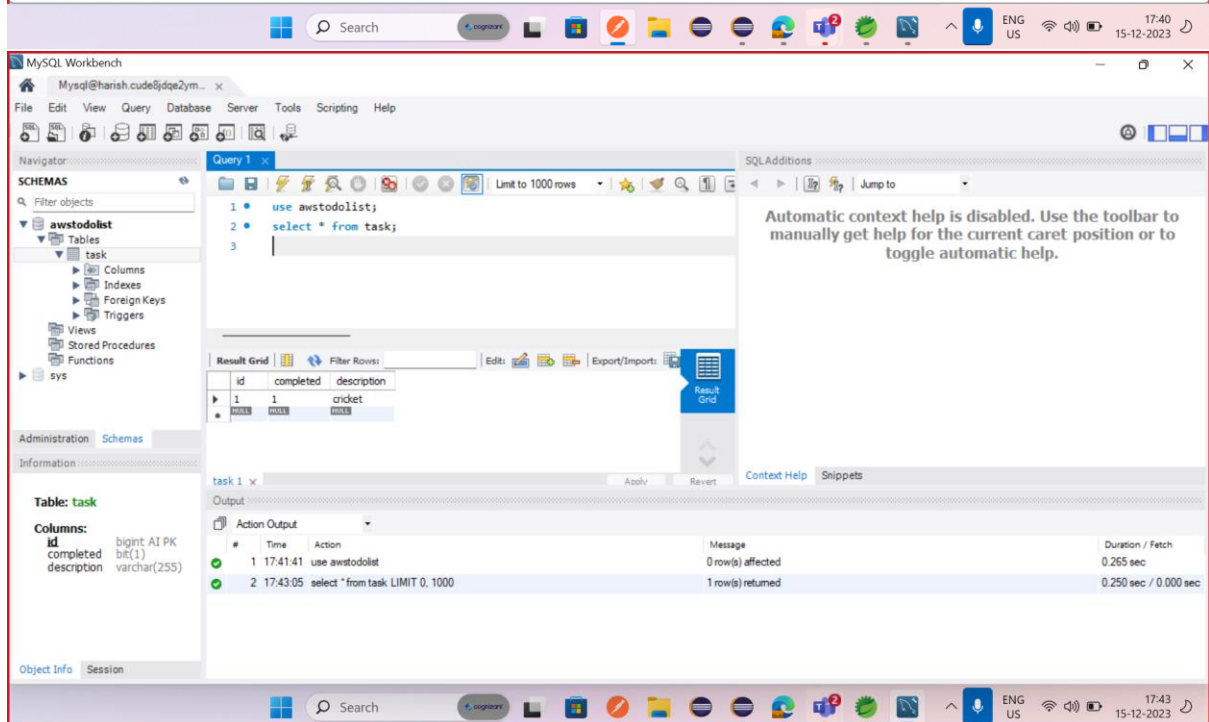 Search
cognizant
2
ENG
US
17:40
15-12-2023
MySQL Workbench
Mysql@harish.cude8jdqe2ym...
File Edit View Query Database Server Tools Scripting Help
Navigator
SCHEMAS
Filter objects
awstodolist
Tables
task
Columns
Indexes
Foreign Keys
Triggers
Views
Stored Procedures
Functions
sys
Administration Schemas
Information
Table: task
Columns:
id bigint AI PK
completed bit(1)
description varchar(255)
Object Info Session
Query 1
Limit to 1000 rows
1 use awstodolist;
2 select * from task;
3
Result Grid Filter Rows: Edit: Export/Import:
id completed description
1 1 cricket
NULL NULL NULL
Result
Grid
task 1 Apply Revert
SQLAdditions
Jump to
Automatic context help is disabled. Use the toolbar to
manually get help for the current caret position or to
toggle automatic help.
Context Help Snippets
Output
Action Output
# Time Action Message Duration / Fetch
1 17:41:41 use awstodolist 0 row(s) affected 0.265 sec
2 17:43:05 select * from task LIMIT 0, 1000 1 row(s) returned 0.250 sec / 0.000 sec
Search
cognizant
2
ENG
US
17:43
15-12-2023